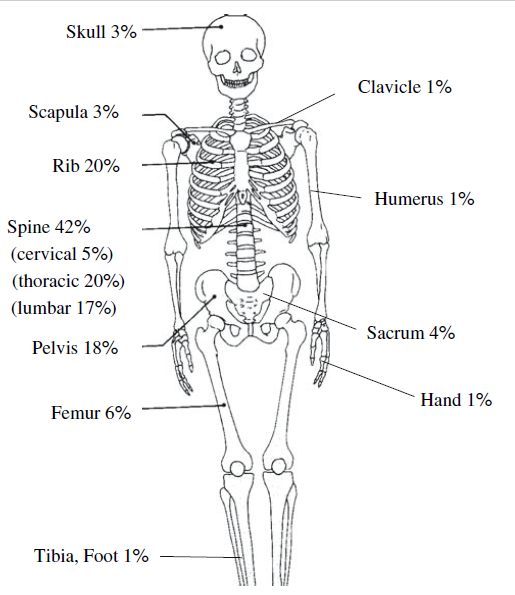 Skull 3%
Clavicle 1%
Scapula 3%
Rib 20%
Humerus 1%
Spine 42%
(cervical 5%)
(thoracic 20%)
(lumbar 17%)
Sacrum 4%
Pelvis 18%
Hand 1%
Femur 6%
Tibia, Foot 1%